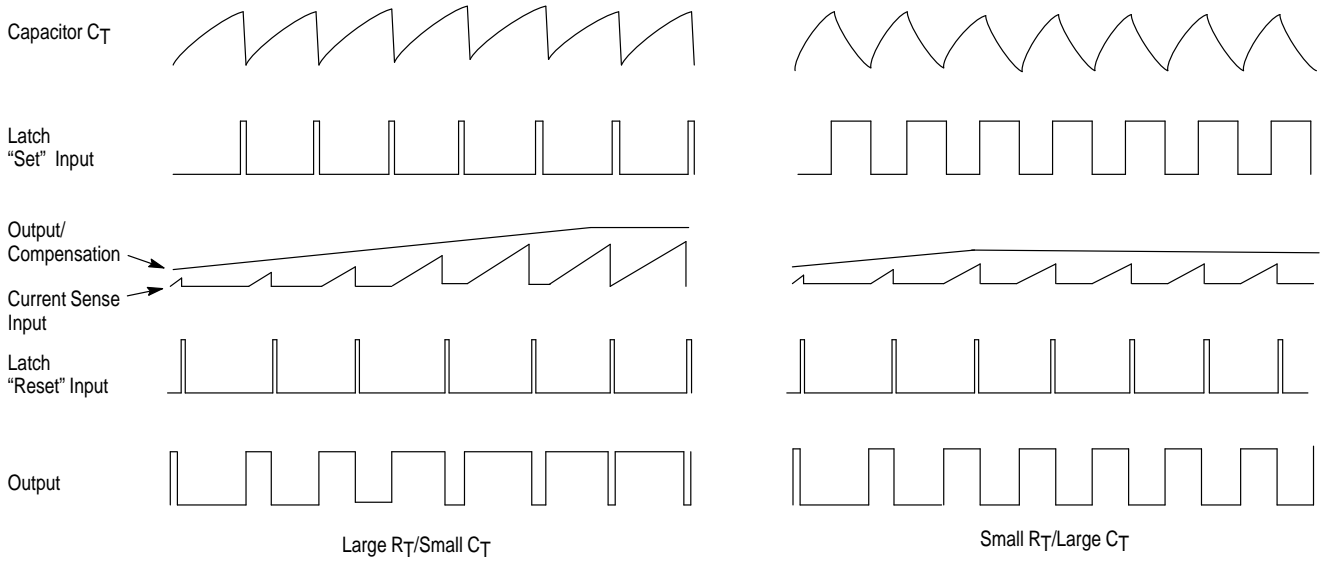 Capacitor CT
Latch
“Set” Input
Output/
Compensation
Current Sense
Input
Latch
“Reset” Input
Output
Large RT/Small CT
Small RT/Large CT